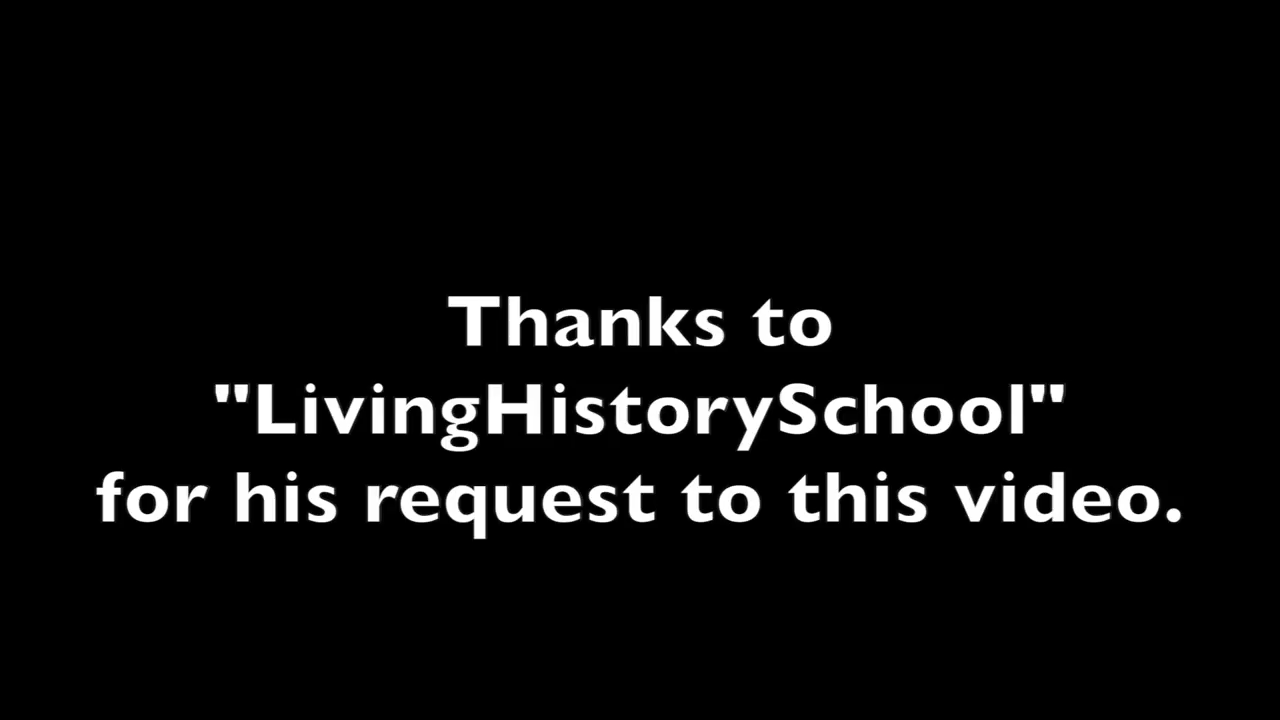 Thanks to
"LivingHistorySchool"
for his request to this video.